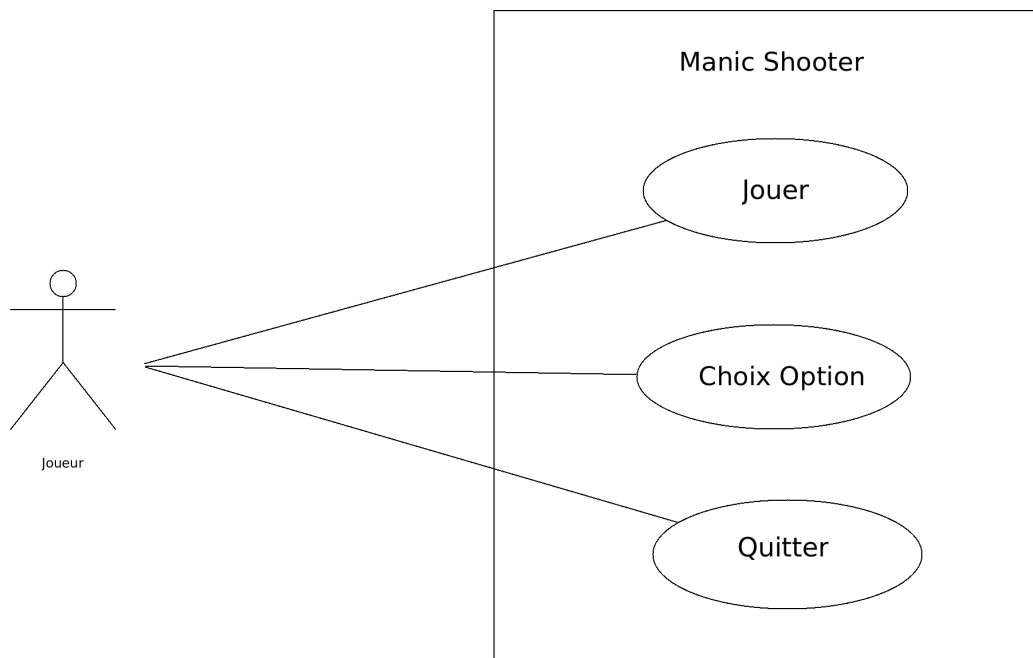 Manic Shooter
Jouer
Choix Option
Joueur
Quitter